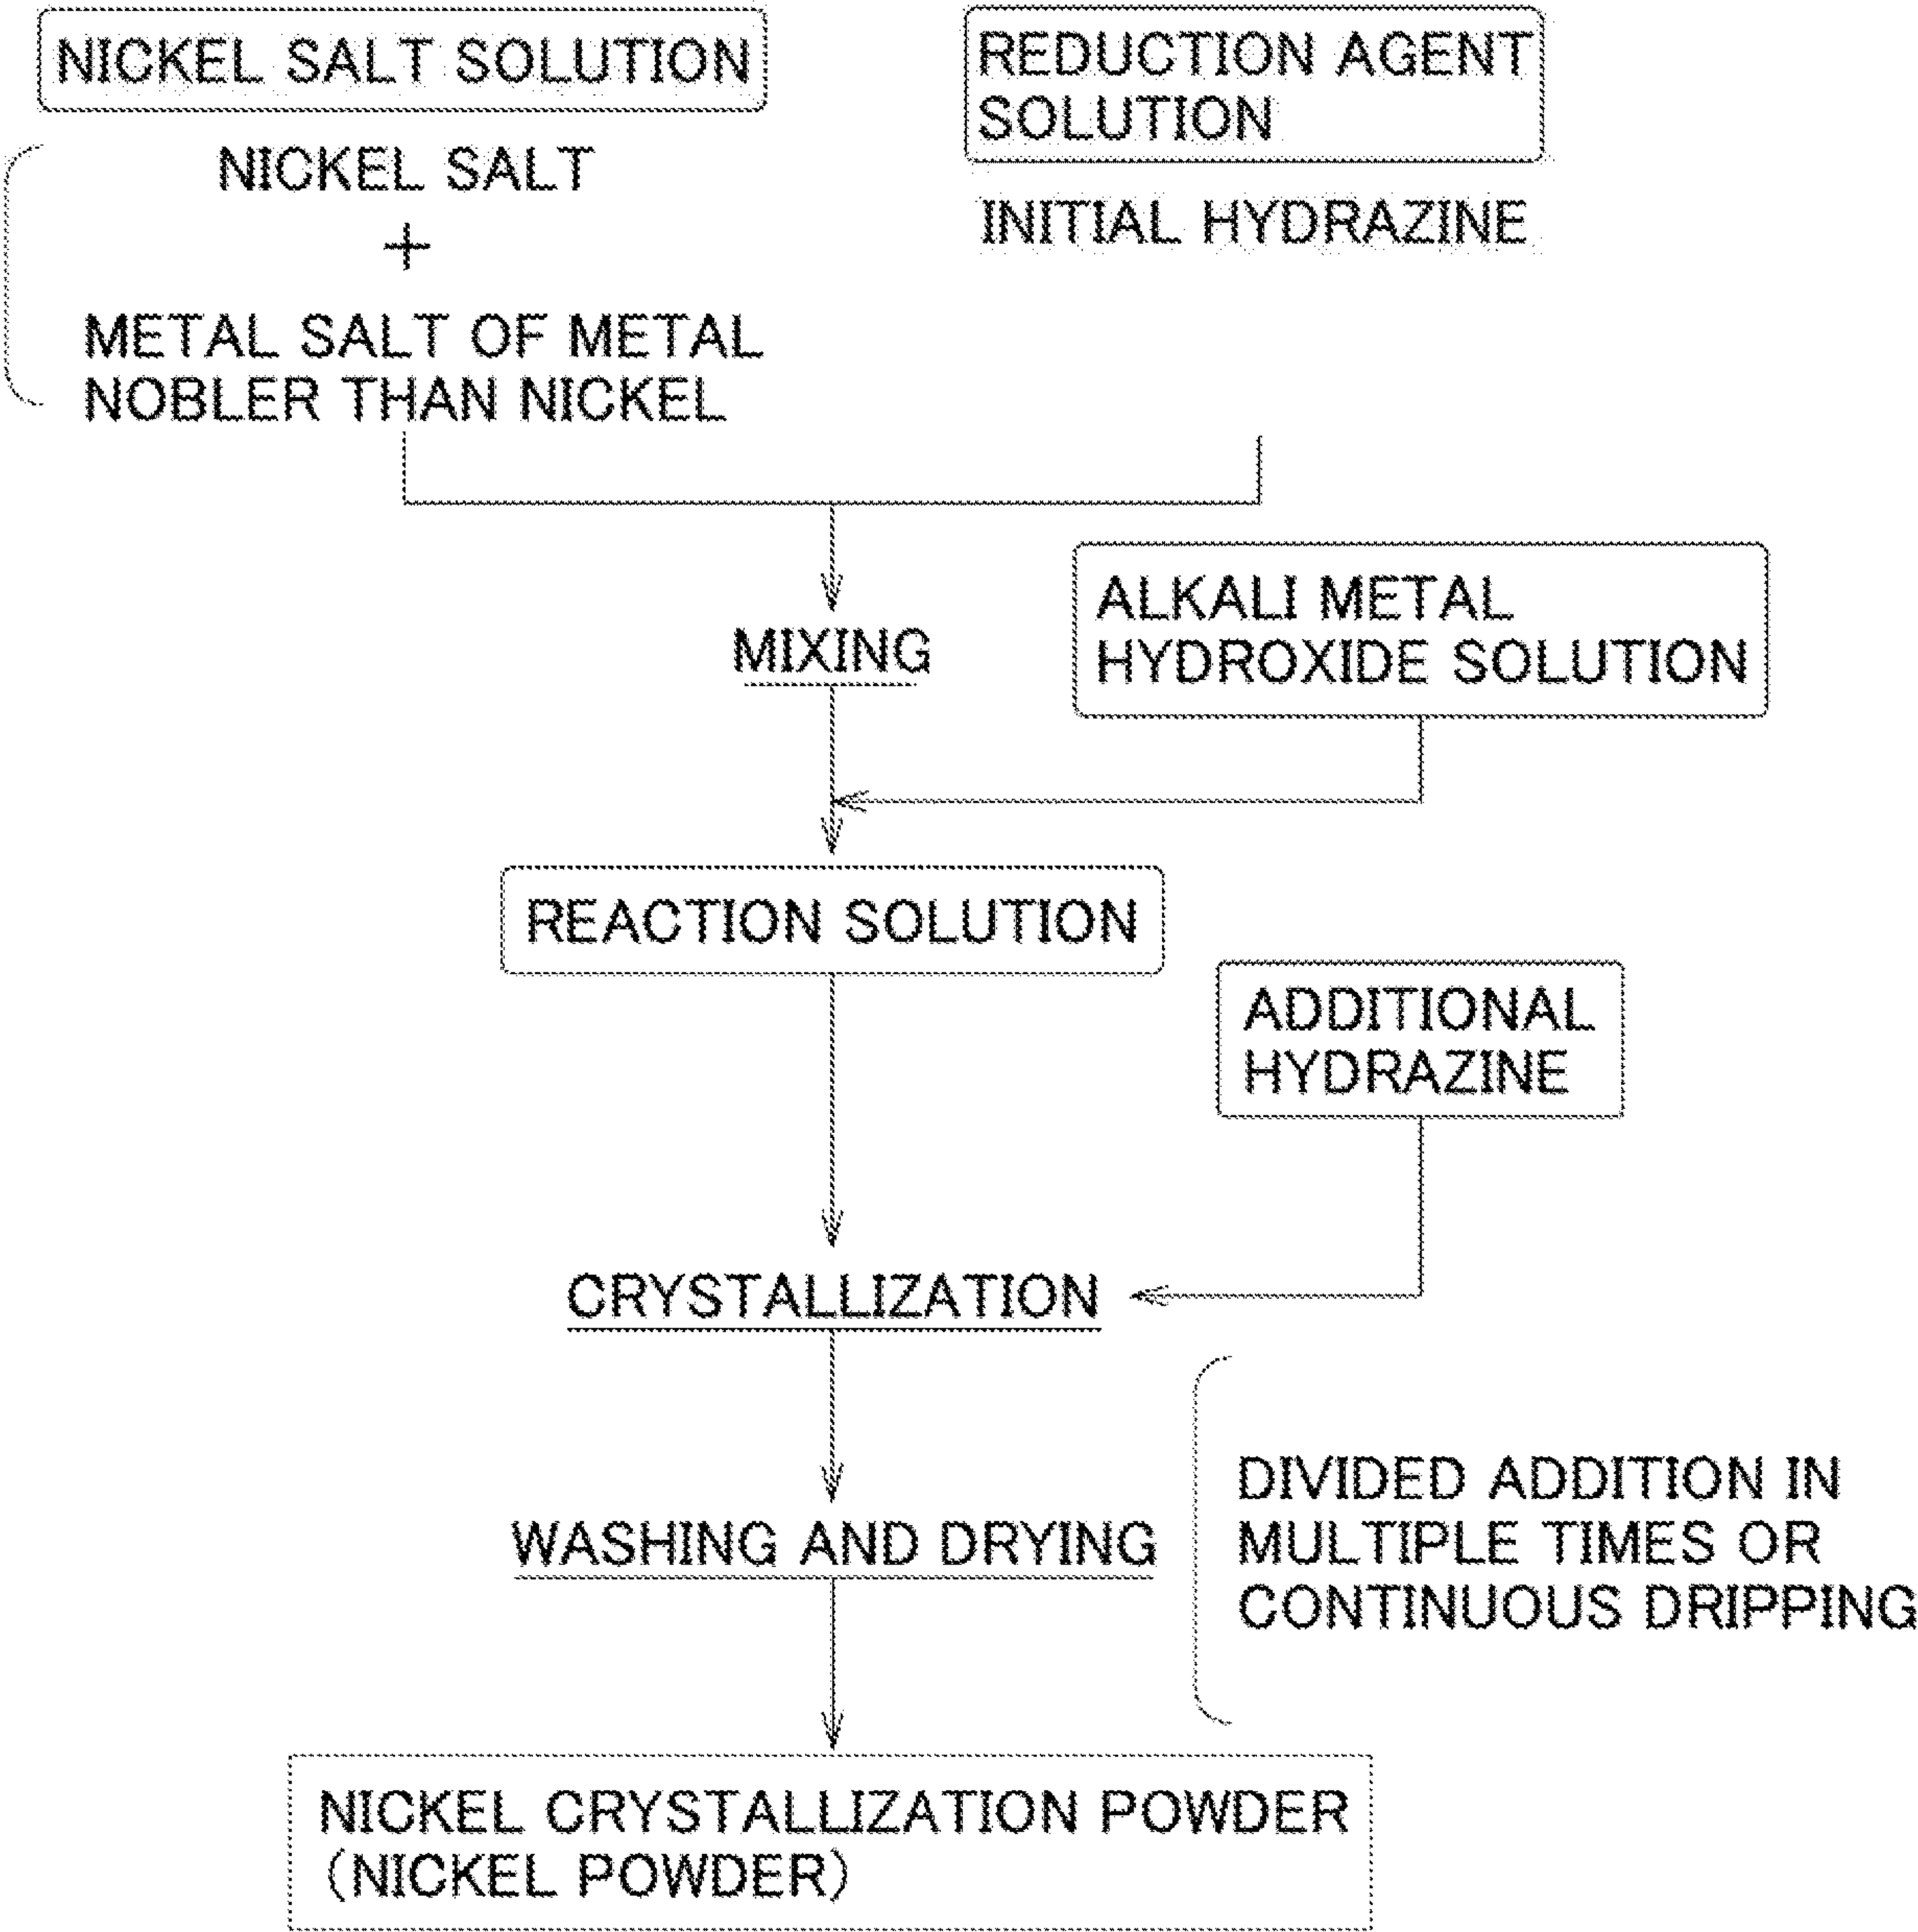 NICKEL SALT SOLUTION
NICKEL SALT
+
METAL SALT OF METAL
NOBLER THAN NICKEL
REDUCTION AGENT
SOLUTION
INITIAL HYDRAZINE
MIXING
ALKALI METAL
HYDROXIDE SOLUTION
REACTION SOLUTION
ADDITIONAL
HYDRAZINE
CRYSTALLIZATION
DIVIDED ADDITION IN
MULTIPLE TIMES OR
CONTINUOUS DRIPPING
WASHING AND DRYING
NICKEL CRYSTALLIZATION POWDER
(NICKEL POWDER)